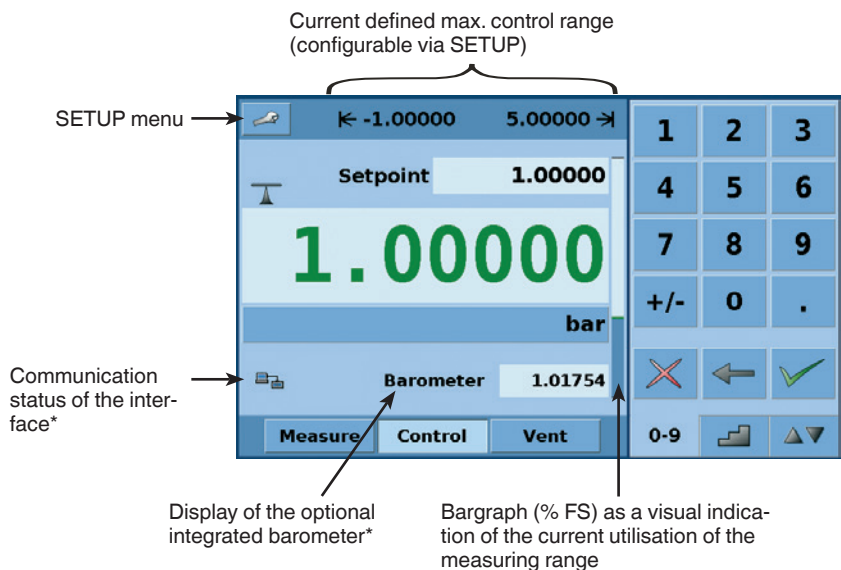 Current defined max. control range
(configurable via SETUP)
SETUP menu
-1.00000 5.00000
Setpoint 1.00000
1.00000
bar
Communication
status of the inter-
face*
Barometer 1.01754
Measure Control Vent
1 2 3
4 5 6
7 8 9
+/- 0 .
0-9
Display of the optional
integrated barometer*
Bargraph (% FS) as a visual indica-
tion of the current utilisation of the
measuring range